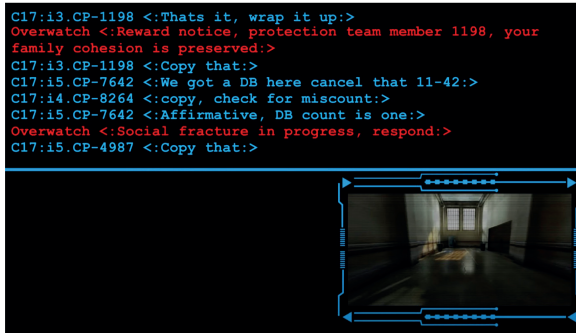 C17:i3.CP-1198 <:Thats it, wrap it up:>
Overwatch <:Reward notice, protection team member 1198, your
family cohesion is preserved:>
C17:i3.CP-1198 <:Copy that:>
C17:i5.CP-7642 <:We got a DB here cancel that 11-42:>
C17:i4.CP-8264 <:copy, check for miscount:>
C17:i5.CP-7642 <:Affirmative, DB count is one:>
Overwatch <:Social fracture in progress, respond:>
C17:i5.CP-4987 <:Copy that:>